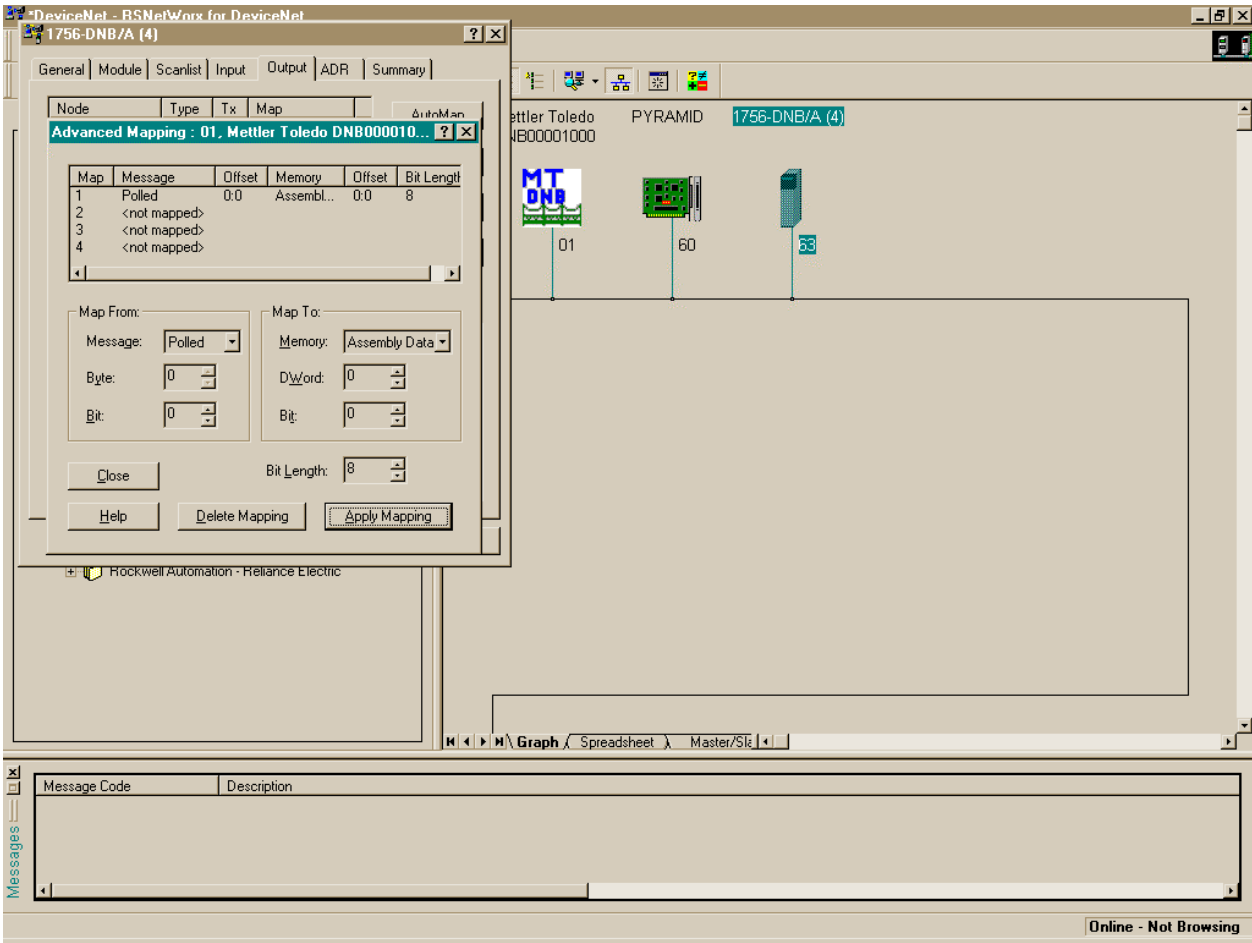 *DeviceNet - RSNetWorx for DeviceNet
1756-DNB/A (4)
General Module Scanlist Input Output ADR Summary
Node Type Tx Map
AutoMap
Advanced Mapping : 01, Mettler Toledo DNB000010...
Map Message Offset Memory Offset Bit Length
1 Polled 0:0 Assembl... 0:0 8
2 <not mapped>
3 <not mapped>
4 <not mapped>
Map From:
Message: Polled
Byte: 0
Bit: 0
Map To:
Memory: Assembly Data
DWord: 0
Bit: 0
Bit Length: 8
Close
Help
Delete Mapping
Apply Mapping
Rockwell Automation - Reliance Electric
ettler Toledo
NB00001000
PYRAMID
1756-DNB/A (4)
MT
DNB
01
60
63
Graph Spreadsheet Master/Sla
Messages
Message Code Description
Online - Not Browsing